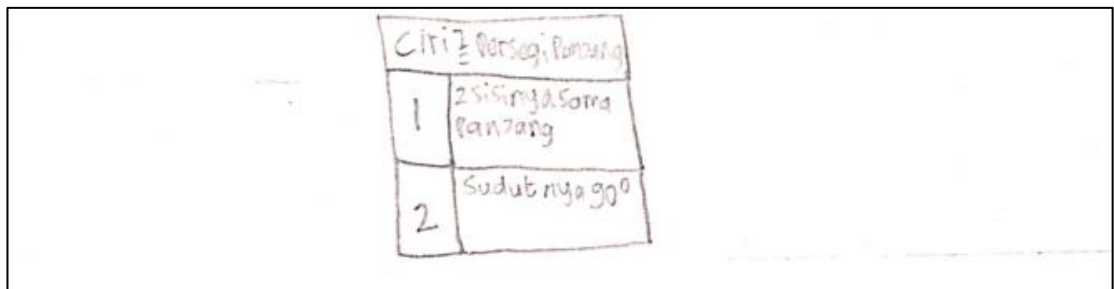 Ciri2 Persegi Panjang
1
2 sisinya sama
Panjang
2
Sudutnya 90°